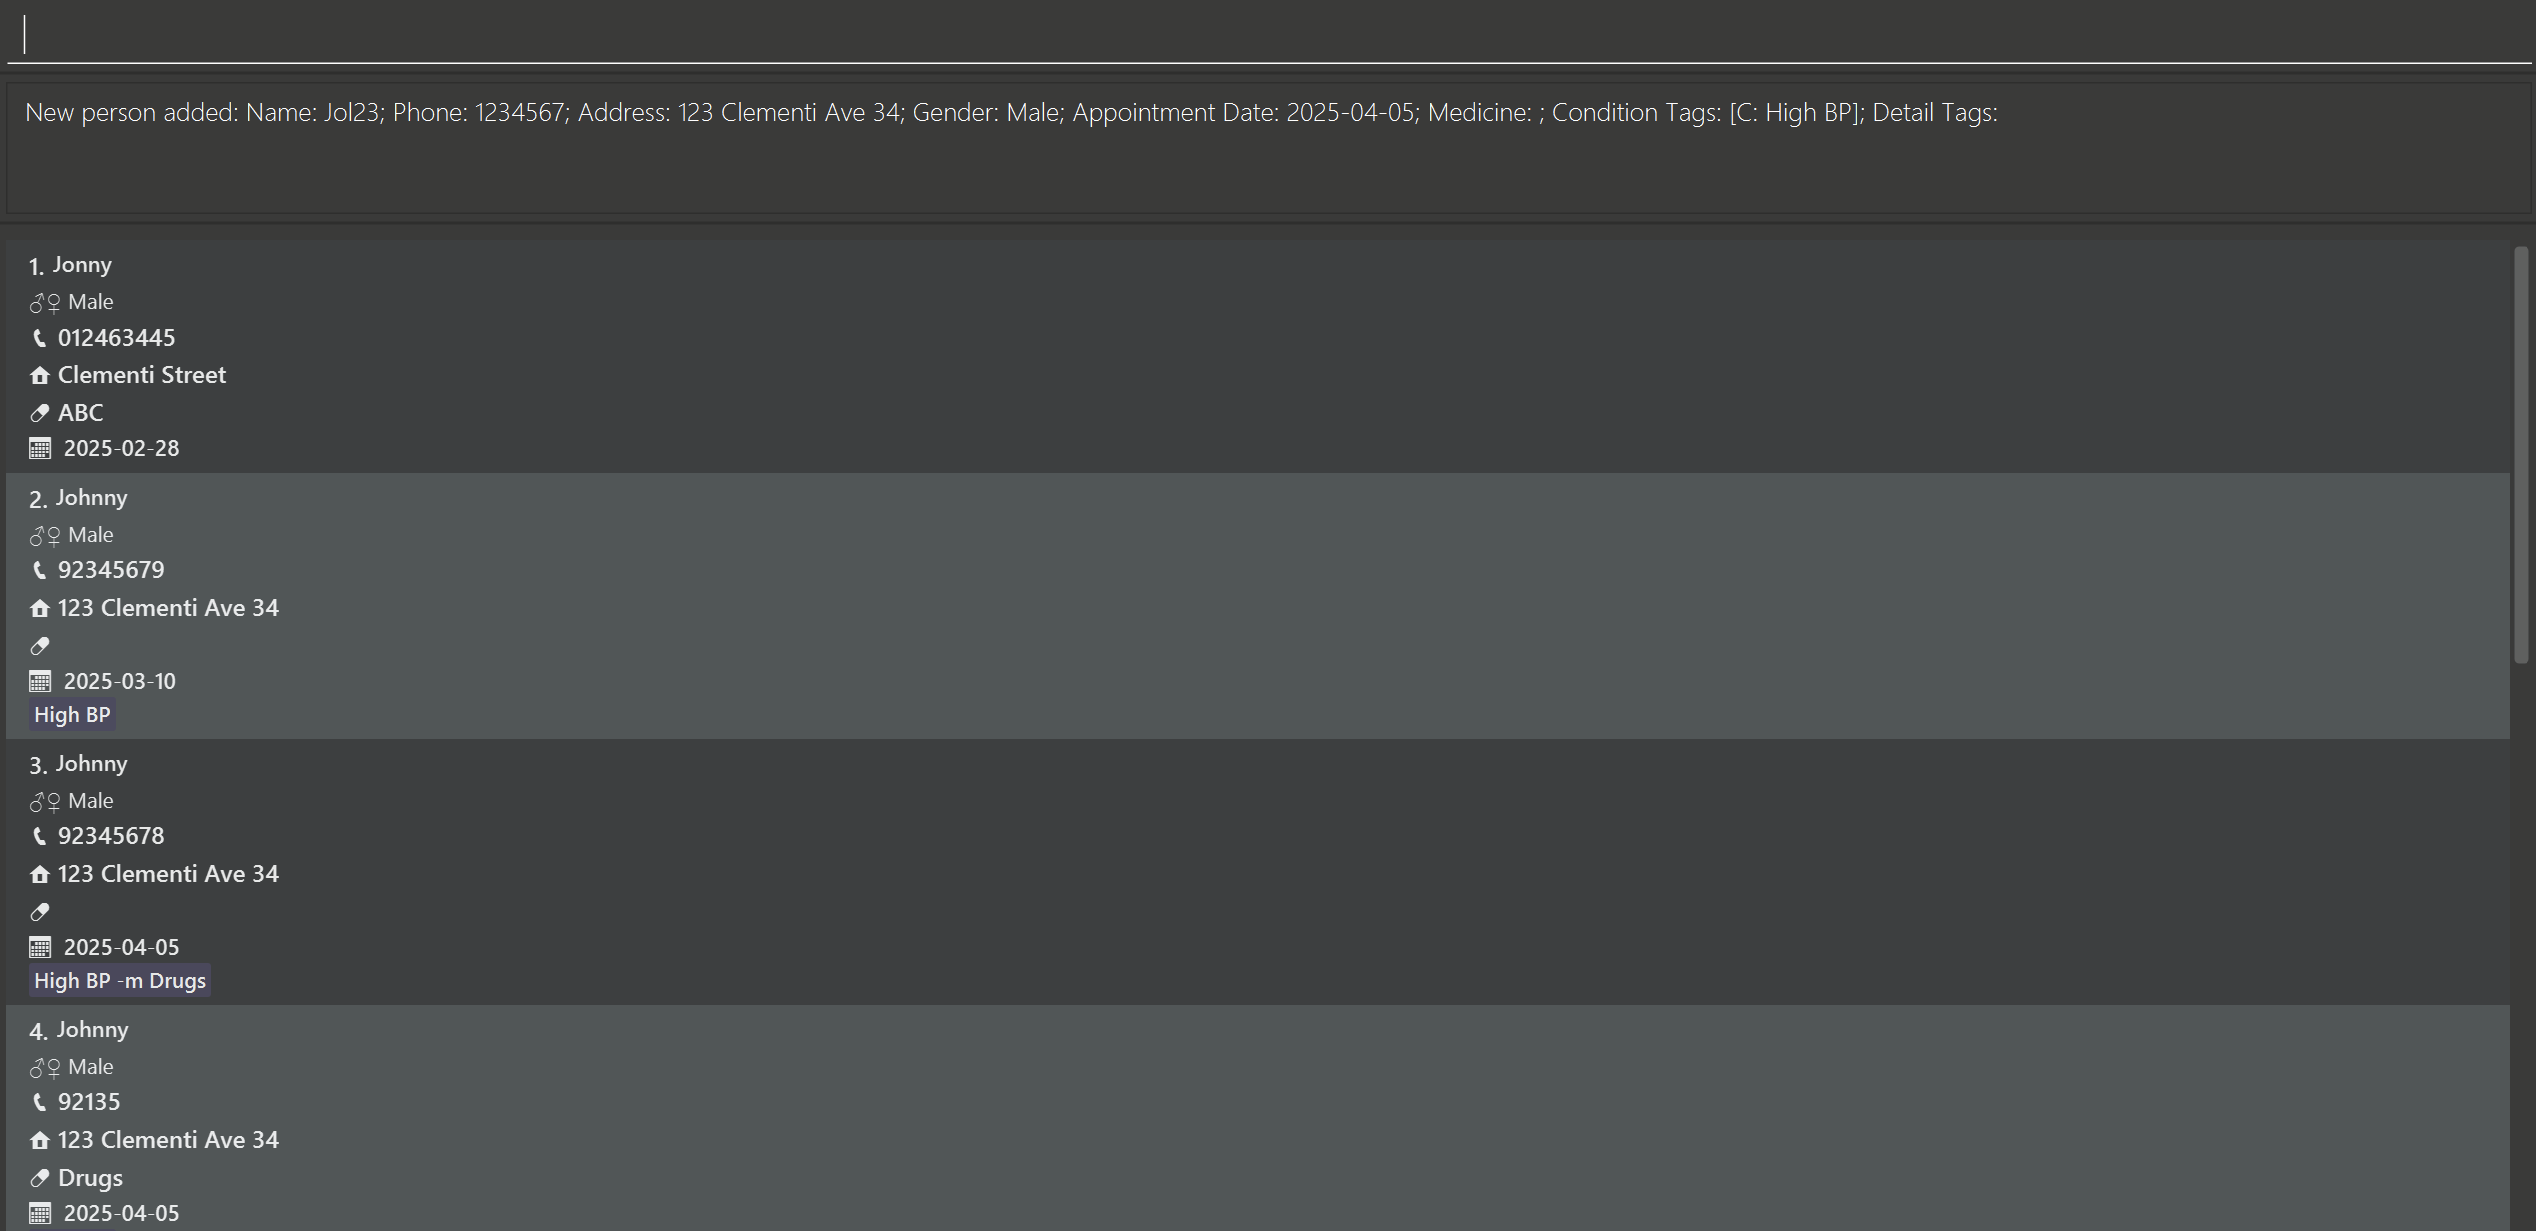 New person added: Name: Jol23; Phone: 1234567; Address: 123 Clementi Ave 34; Gender: Male; Appointment Date: 2025-04-05; Medicine: ; Condition Tags: [C: High BP]; Detail Tags:
1. Jonny
♂♀ Male
012463445
Clementi Street
ABC
2025-02-28
2. Johnny
♂♀ Male
92345679
123 Clementi Ave 34
2025-03-10
High BP
3. Johnny
♂♀ Male
92345678
123 Clementi Ave 34
2025-04-05
High BP -m Drugs
4. Johnny
♂♀ Male
92135
123 Clementi Ave 34
Drugs
2025-04-05